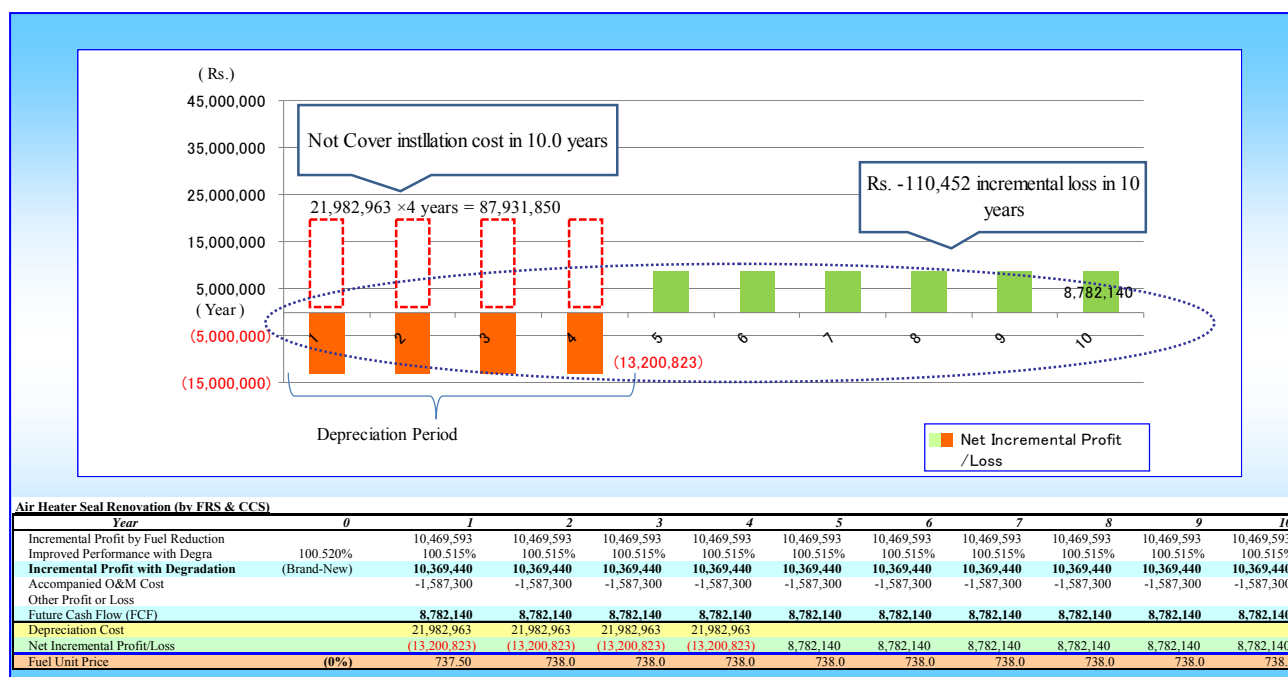 ( Rs.)
45,000,000
35,000,000
25,000,000
15,000,000
5,000,000
( Year )
(5,000,000)
(15,000,000)
Not Cover instllation cost in 10.0 years
21,982,963 ×4 years = 87,931,850
Rs. -110,452 incremental loss in 10
years
8,782,140
1 2 3 4 5 6 7 8 9 10
(13,200,823)
Depreciation Period
Net Incremental Profit
/Loss
Air Heater Seal Renovation (by FRS & CCS)
Year 0 1 2 3 4 5 6 7 8 9 10
Incremental Profit by Fuel Reduction 10,469,593 10,469,593 10,469,593 10,469,593 10,469,593 10,469,593 10,469,593 10,469,593 10,469,593 10,469,593
Improved Performance with Degra 100.520% 100.515% 100.515% 100.515% 100.515% 100.515% 100.515% 100.515% 100.515% 100.515% 100.515%
Incremental Profit with Degradation (Brand-New) 10,369,440 10,369,440 10,369,440 10,369,440 10,369,440 10,369,440 10,369,440 10,369,440 10,369,440 10,369,440
Accompanied O&M Cost -1,587,300 -1,587,300 -1,587,300 -1,587,300 -1,587,300 -1,587,300 -1,587,300 -1,587,300 -1,587,300 -1,587,300
Other Profit or Loss
Future Cash Flow (FCF) 8,782,140 8,782,140 8,782,140 8,782,140 8,782,140 8,782,140 8,782,140 8,782,140 8,782,140 8,782,140
Depreciation Cost 21,982,963 21,982,963 21,982,963 21,982,963
Net Incremental Profit/Loss (13,200,823) (13,200,823) (13,200,823) (13,200,823) 8,782,140 8,782,140 8,782,140 8,782,140 8,782,140 8,782,140
Fuel Unit Price (0%) 737.50 738.0 738.0 738.0 738.0 738.0 738.0 738.0 738.0 738.